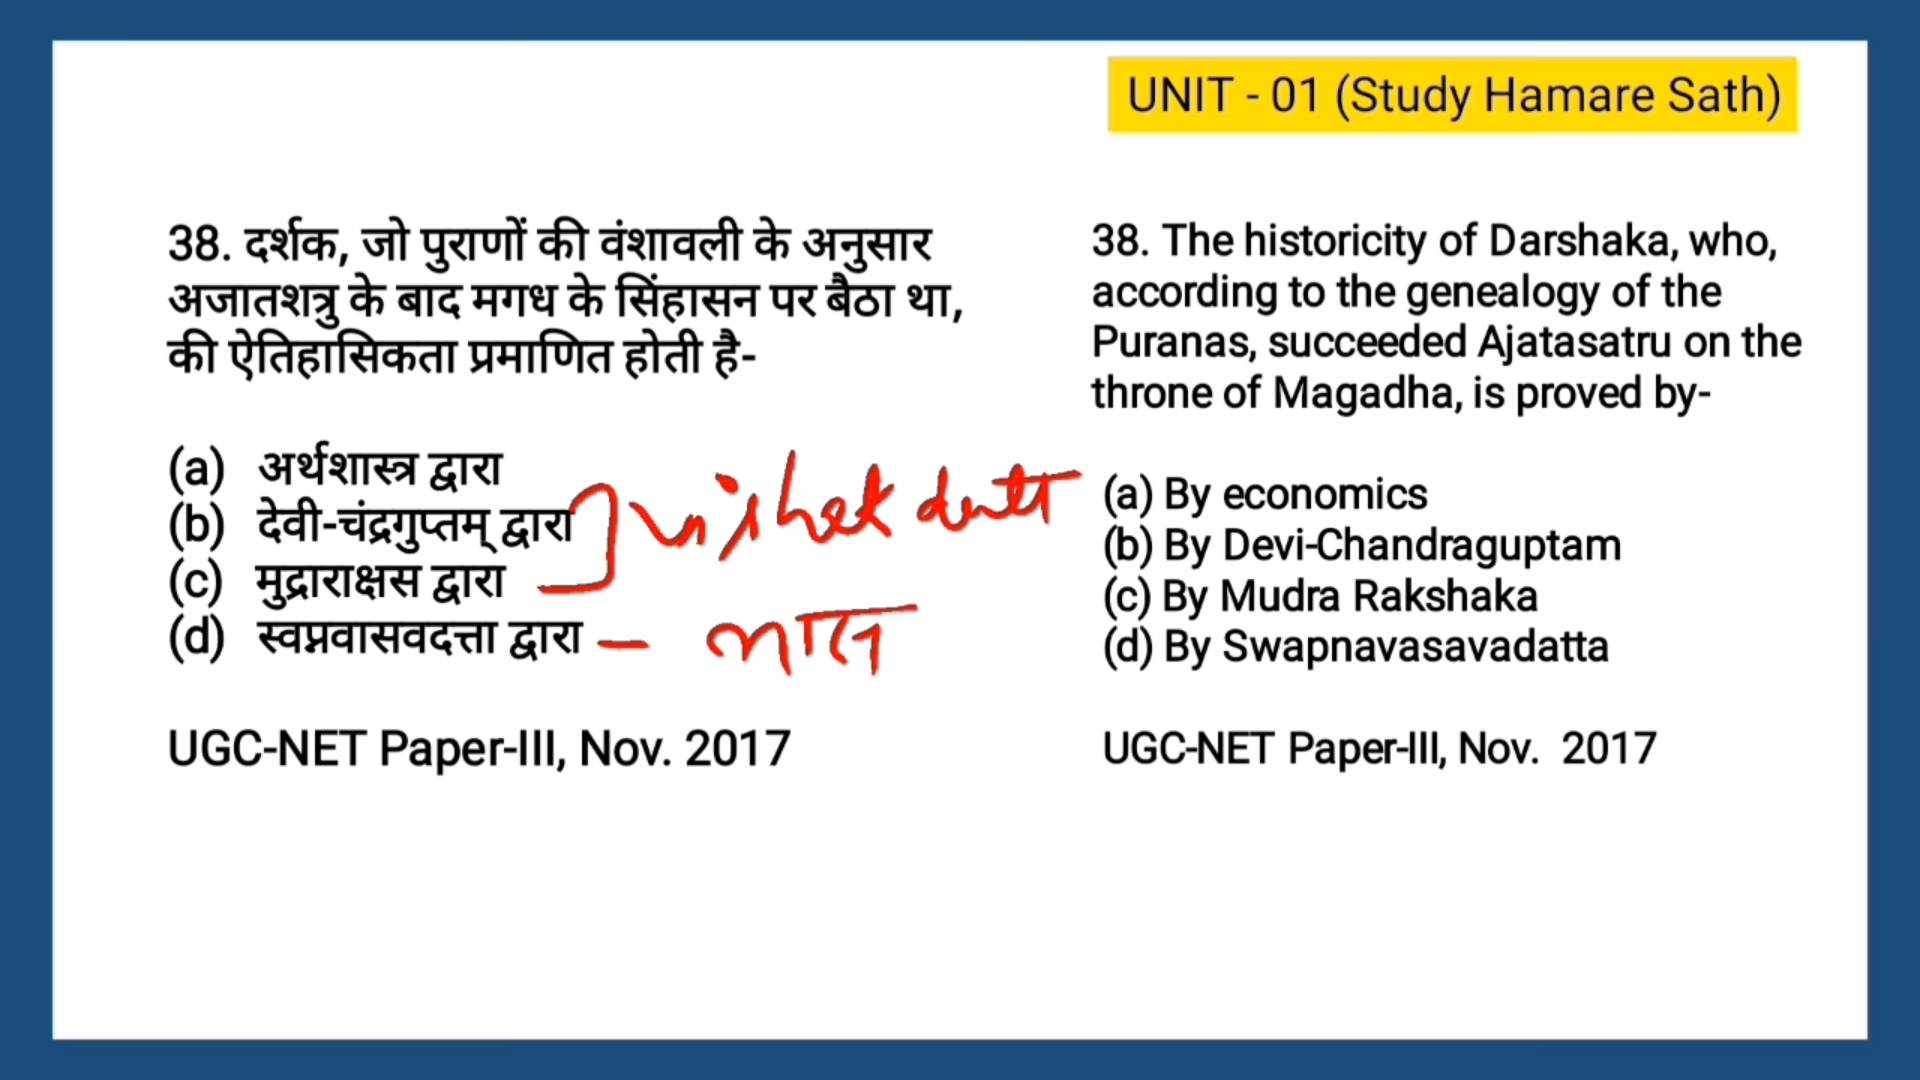 UNIT - 01 (Study Hamare Sath)
38. दर्शक, जो पुराणों की वंशावली के अनुसार
अजातशत्रु के बाद मगध के सिंहासन पर बैठा था,
की ऐतिहासिकता प्रमाणित होती है-
(a) अर्थशास्त्र द्वारा
(b) देवी-चंद्रगुप्तम् द्वारा
(c) मुद्राराक्षस द्वारा
(d) स्वप्नवासवदत्ता द्वारा –
UGC-NET Paper-III, Nov. 2017
38. The historicity of Darshaka, who,
according to the genealogy of the
Puranas, succeeded Ajatasatru on the
throne of Magadha, is proved by-
(a) By economics
(b) By Devi-Chandraguptam
(c) By Mudra Rakshaka
(d) By Swapnavasavadatta
UGC-NET Paper-III, Nov. 2017